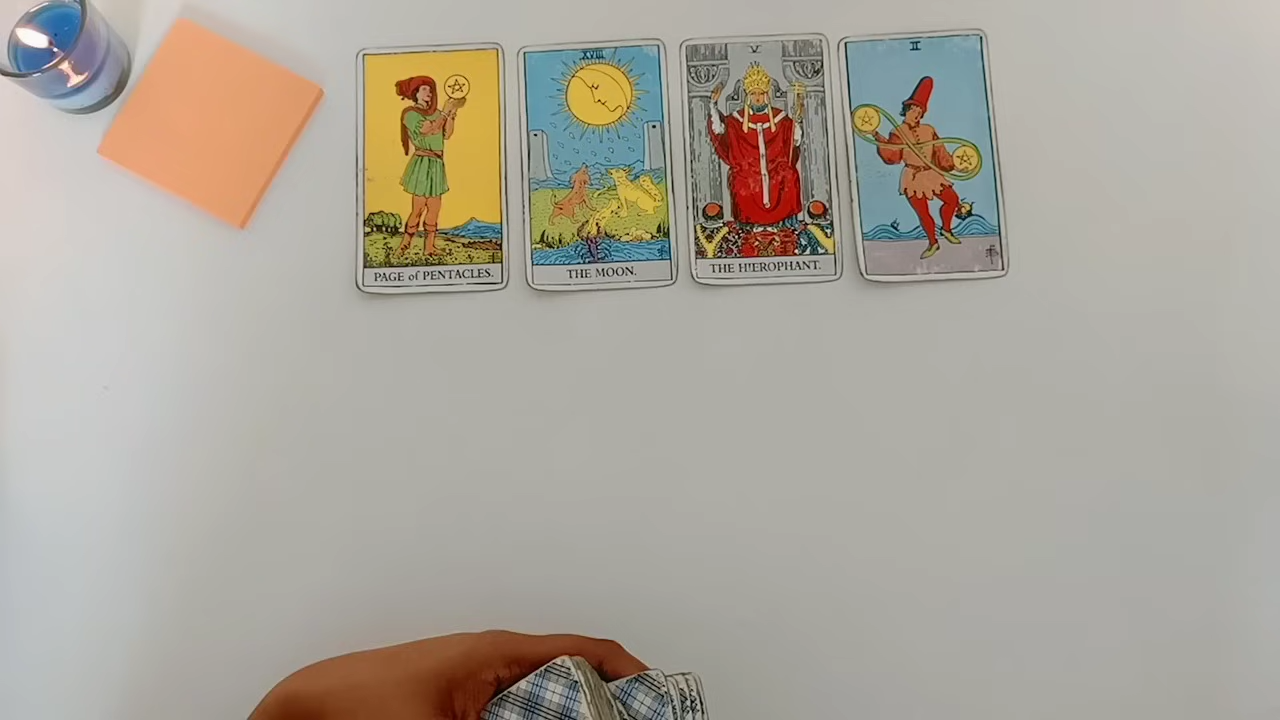 PAGE of PENTACLES.
XVIII
THE MOON.
V
THE HIEROPHANT.
II